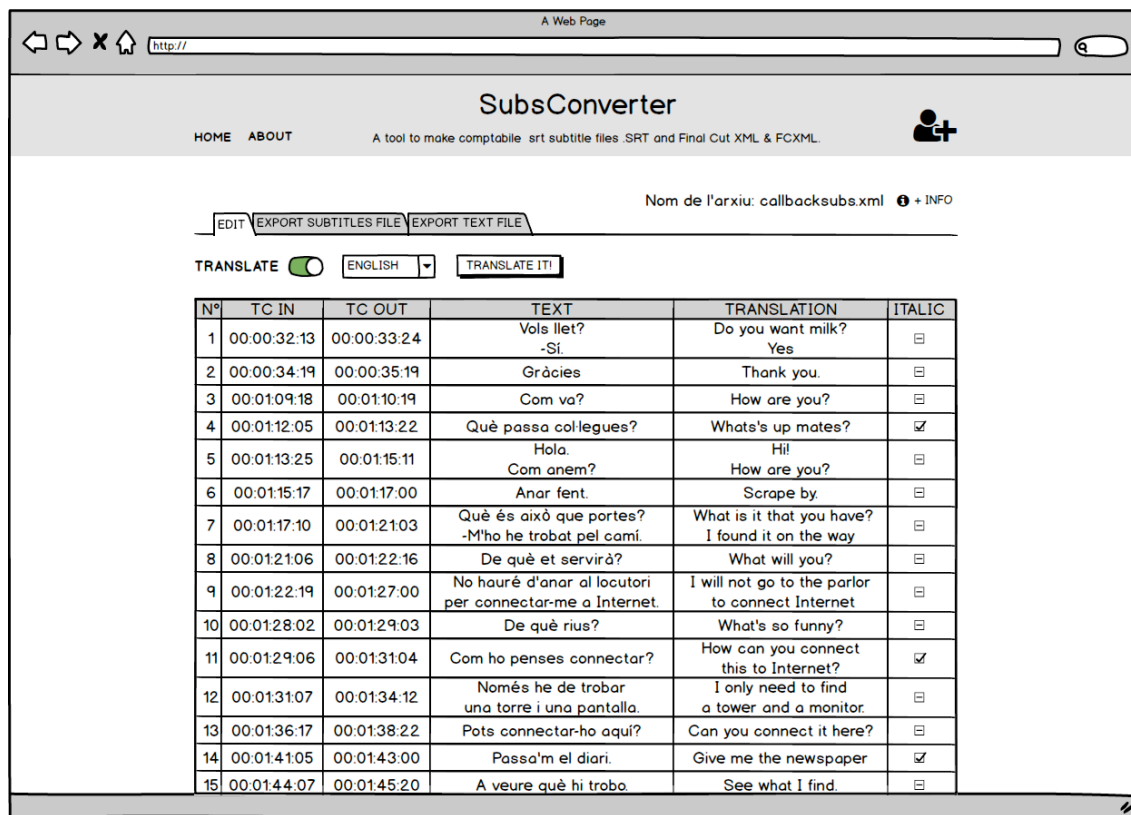 A Web Page
http://
SubsConverter
HOME ABOUT
A tool to make comptabile srt subtitle files .SRT and Final Cut XML & FCXML.
Nom de l'arxiu: callbacksubs.xml i + INFO
EDIT EXPORT SUBTITLES FILE EXPORT TEXT FILE
TRANSLATE ENGLISH TRANSLATE IT!
Nº TC IN TC OUT TEXT TRANSLATION ITALIC
1 00:00:32:13 00:00:33:24 Vols llet? Do you want milk?
-Sí. Yes
2 00:00:34:19 00:00:35:19 Gràcies Thank you.
3 00:01:09:18 00:01:10:19 Com va? How are you?
4 00:01:12:05 00:01:13:22 Què passa col·legues? Whats's up mates?
5 00:01:13:25 00:01:15:11 Hola. Hi!
Com anem? How are you?
6 00:01:15:17 00:01:17:00 Anar fent. Scrape by.
7 00:01:17:10 00:01:21:03 Què és això que portes? What is it that you have?
-M'ho he trobat pel camí. I found it on the way
8 00:01:21:06 00:01:22:16 De què et servirà? What will you?
9 00:01:22:19 00:01:27:00 No hauré d'anar al locutori I will not go to the parlor
per connectar-me a Internet. to connect Internet
10 00:01:28:02 00:01:29:03 De què rius? What's so funny?
11 00:01:29:06 00:01:31:04 Com ho penses connectar? How can you connect
this to Internet?
12 00:01:31:07 00:01:34:12 Només he de trobar I only need to find
una torre i una pantalla. a tower and a monitor.
13 00:01:36:17 00:01:38:22 Pots connectar-ho aquí? Can you connect it here?
14 00:01:41:05 00:01:43:00 Passa'm el diari. Give me the newspaper
15 00:01:44:07 00:01:45:20 A veure què hi trobo. See what I find.